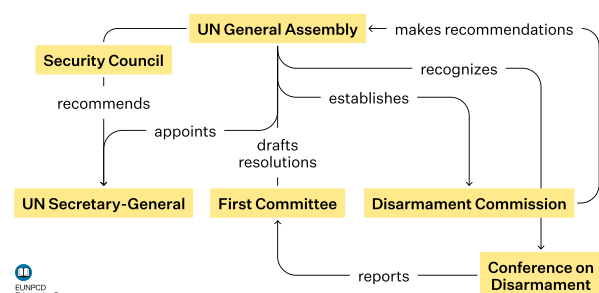 UN General Assembly
makes recommendations
Security Council
recognizes
recommends
establishes
appoints
drafts
resolutions
UN Secretary-General
First Committee
Disarmament Commission
Conference on
Disarmament
reports
EUNPCD